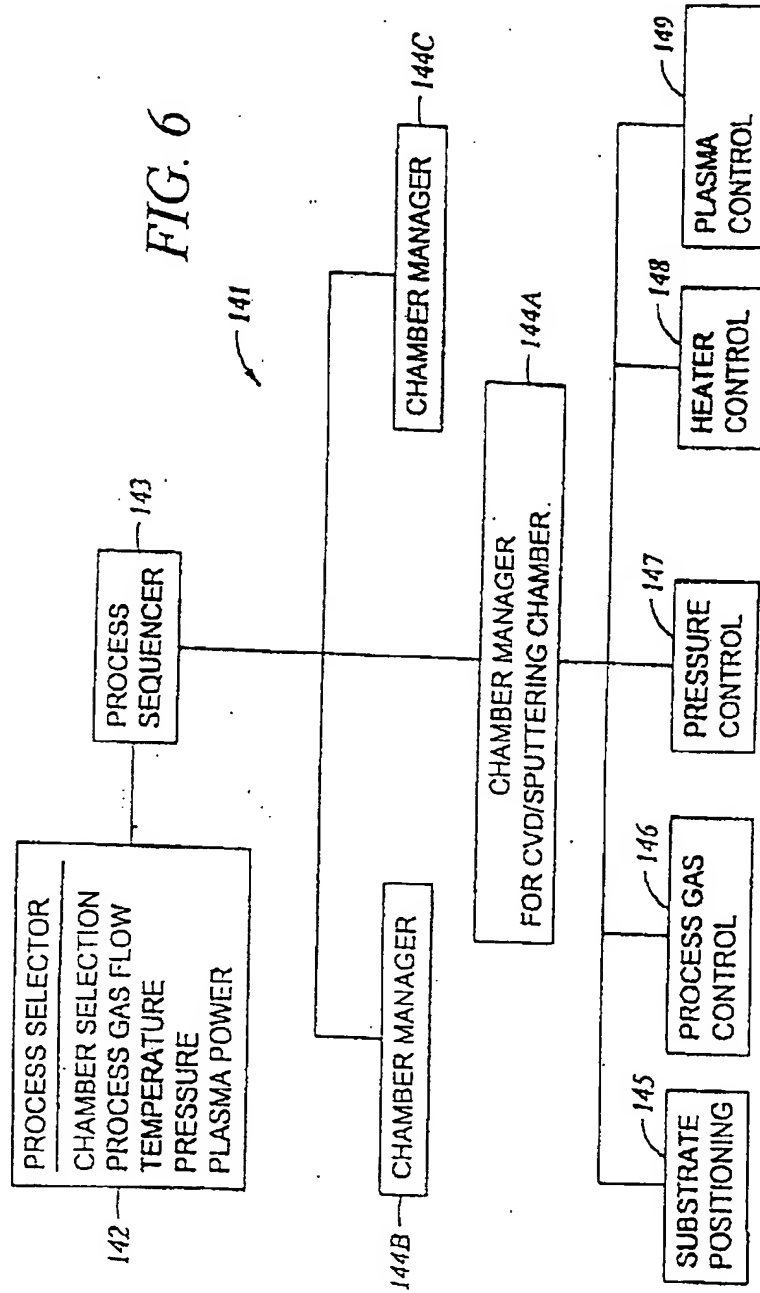 FIG. 6
141
142
PROCESS SELECTOR
CHAMBER SELECTION
PROCESS GAS FLOW
TEMPERATURE
PRESSURE
PLASMA POWER
143
PROCESS
SEQUENCER
144B
CHAMBER MANAGER
144C
CHAMBER MANAGER
144A
CHAMBER MANAGER
FOR CVD/SPUTTERING CHAMBER.
145
SUBSTRATE
POSITIONING
146
PROCESS GAS
CONTROL
147
PRESSURE
CONTROL
148
HEATER
CONTROL
149
PLASMA
CONTROL